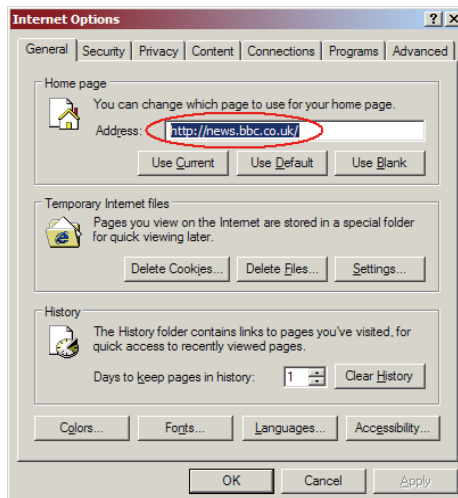 Internet Options
General Security Privacy Content Connections Programs Advanced
Home page
You can change which page to use for your home page.
Address: http://news.bbc.co.uk/
Use Current Use Default Use Blank
Temporary Internet files
Pages you view on the Internet are stored in a special folder
for quick viewing later.
Delete Cookies... Delete Files... Settings...
History
The History folder contains links to pages you've visited, for
quick access to recently viewed pages.
Days to keep pages in history: 1 Clear History
Colors... Fonts... Languages... Accessibility...
OK Cancel Apply